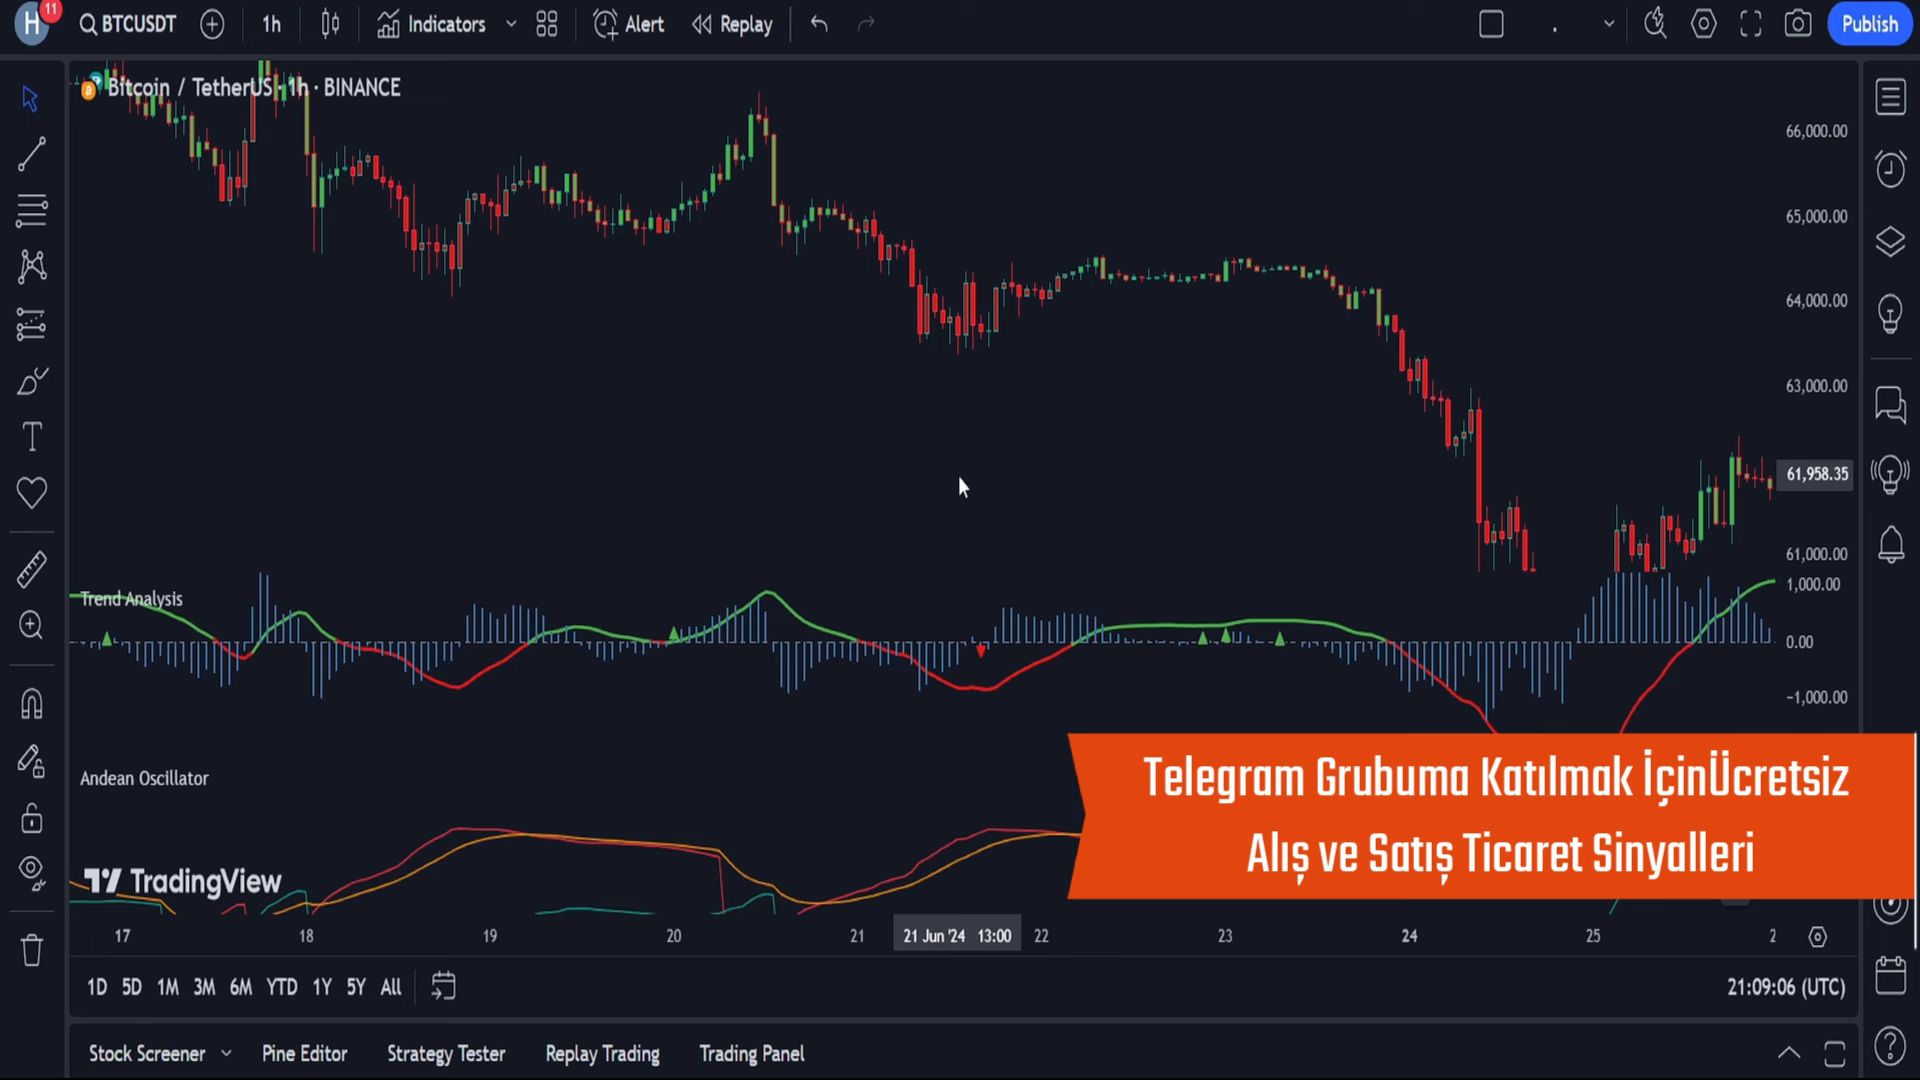 H
11
BTCUSDT
1h
Indicators
Alert
Replay
Publish
Bitcoin / TetherUS · 1h · BINANCE
66,000.00
65,000.00
64,000.00
63,000.00
61,958.35
61,000.00
Trend Analysis
1,000.00
0.00
−1,000.00
Andean Oscillator
Telegram Grubuma Katılmak İçinÜcretsiz
Alış ve Satış Ticaret Sinyalleri
TradingView
17
18
19
20
21
21 Jun '24 13:00
22
23
24
25
2
1D 5D 1M 3M 6M YTD 1Y 5Y All
21:09:06 (UTC)
Stock Screener
Pine Editor
Strategy Tester
Replay Trading
Trading Panel